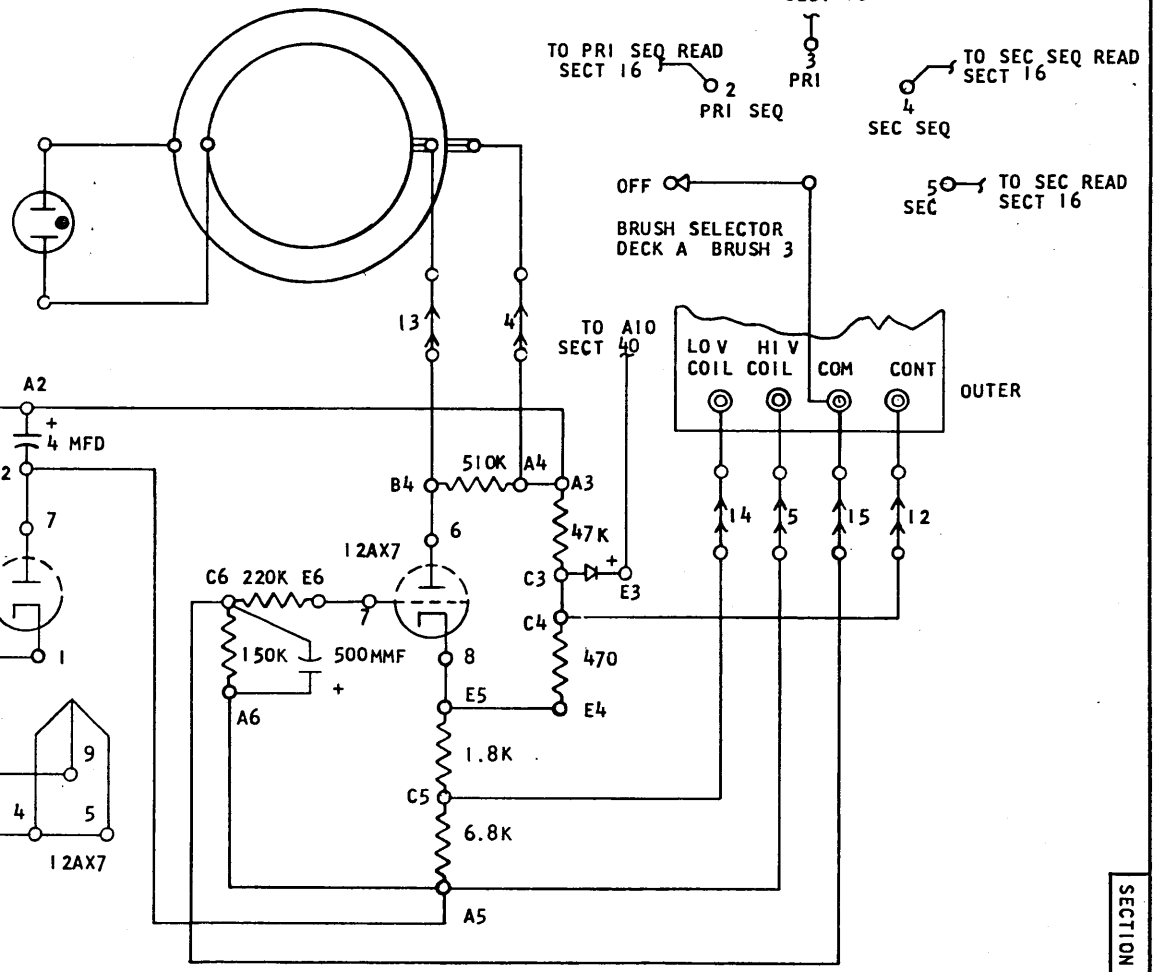 TO PRI SEQ READ
SECT 16
2
PRI SEQ
3
PRI
TO SEC SEQ READ
SECT 16
4
SEC SEQ
OFF
5
SEC
TO SEC READ
SECT 16
BRUSH SELECTOR
DECK A BRUSH 3
13
4
TO A10
SECT 40
LO V
COIL
HI V
COIL
COM
CONT
OUTER
A2
+
4 MFD
2
7
B4
510K
A4
A3
14
5
15
12
6
47K
12AX7
C6
220K
E6
7
C3
+
E3
C4
1
150K
500MMF
+
8
470
A6
E5
E4
9
1.8K
C5
4
5
6.8K
12AX7
A5
SECTION